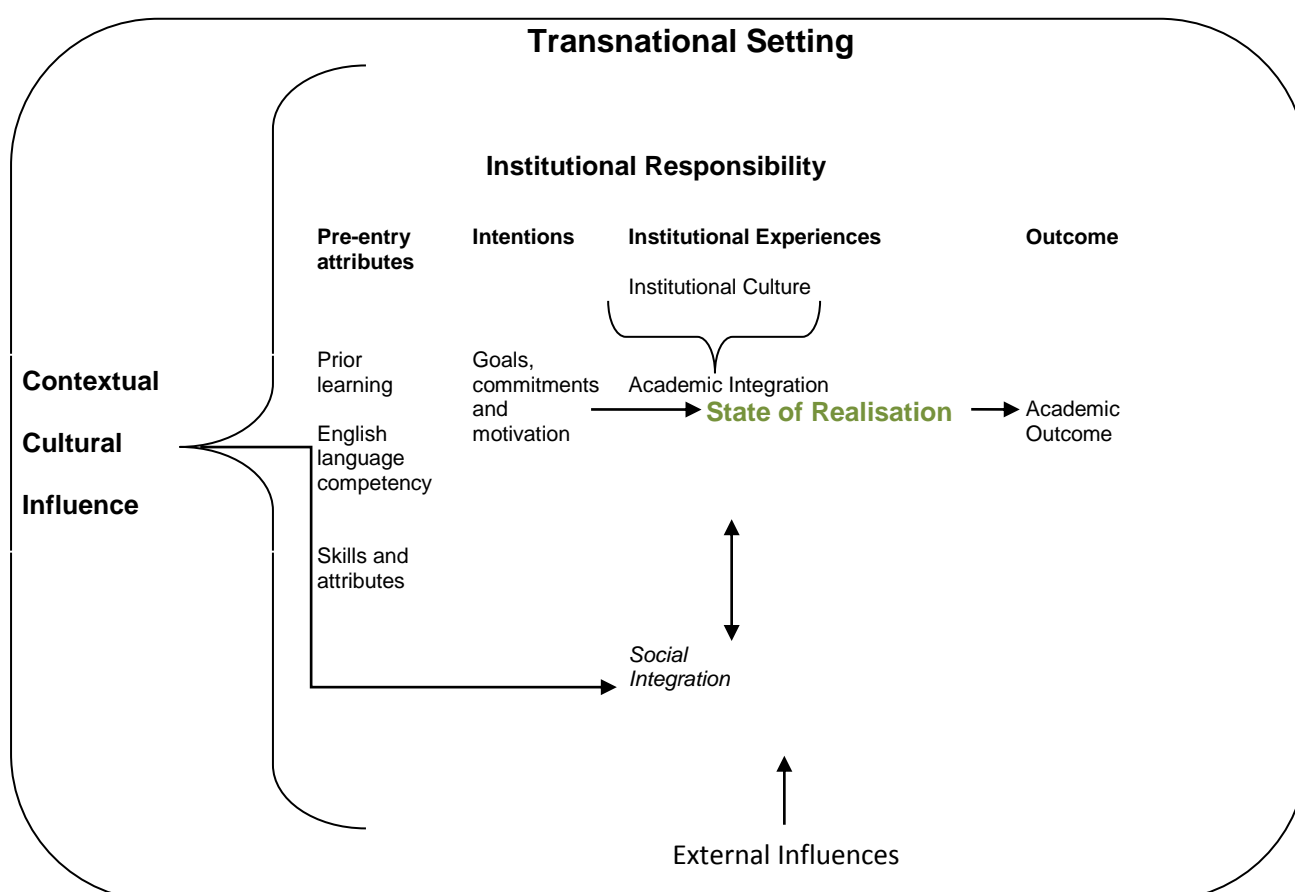 Transnational Setting
Institutional Responsibility
Pre-entry
attributes
Intentions
Institutional Experiences
Outcome
Institutional Culture
Contextual
Cultural
Influence
Prior
learning
English
language
competency
Skills and
attributes
Goals,
commitments
and
motivation
Academic Integration
State of Realisation
Academic
Outcome
Social
Integration
External Influences